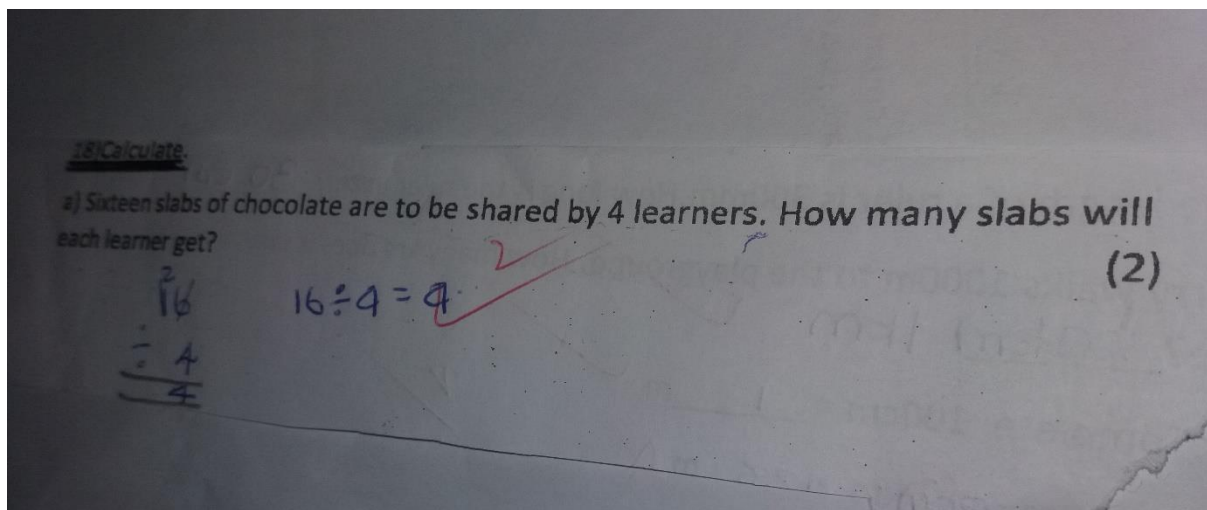 18)Calculate.
a) Sixteen slabs of chocolate are to be shared by 4 learners. How many slabs will
each learner get?
(2)
2
2
16
16÷4=4
÷ 4
4